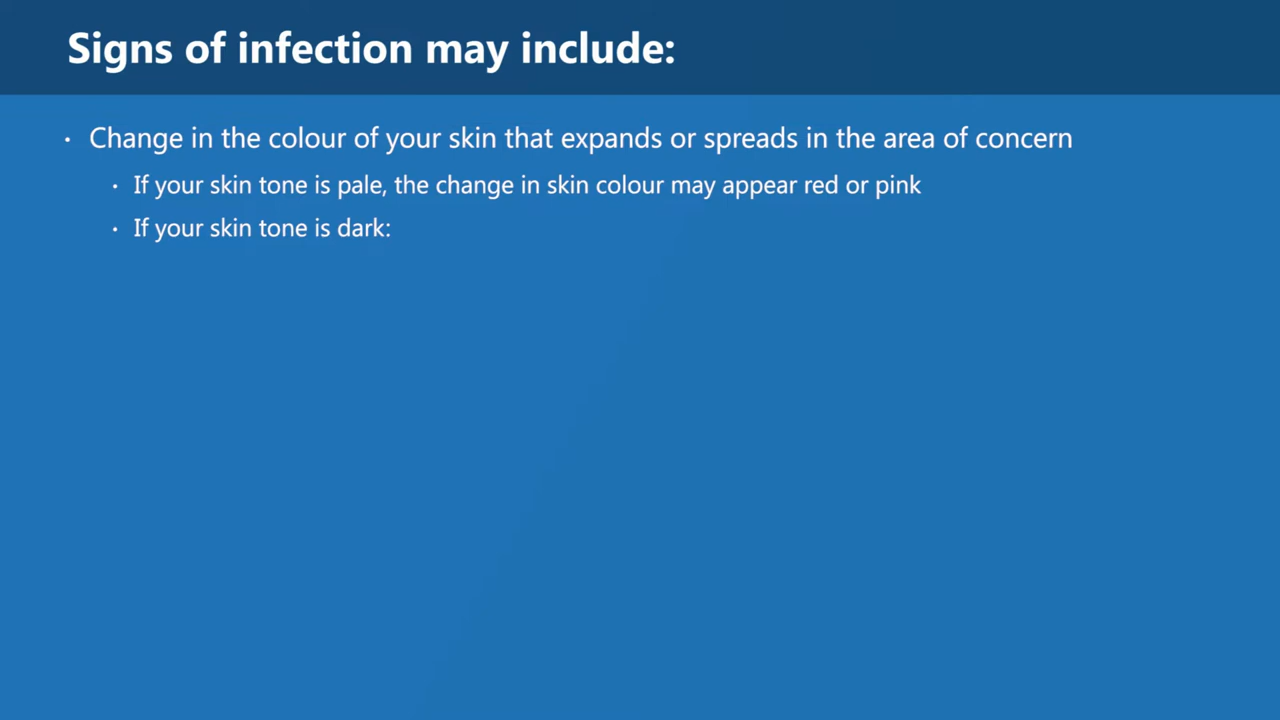 Signs of infection may include:
• Change in the colour of your skin that expands or spreads in the area of concern
• If your skin tone is pale, the change in skin colour may appear red or pink
• If your skin tone is dark: